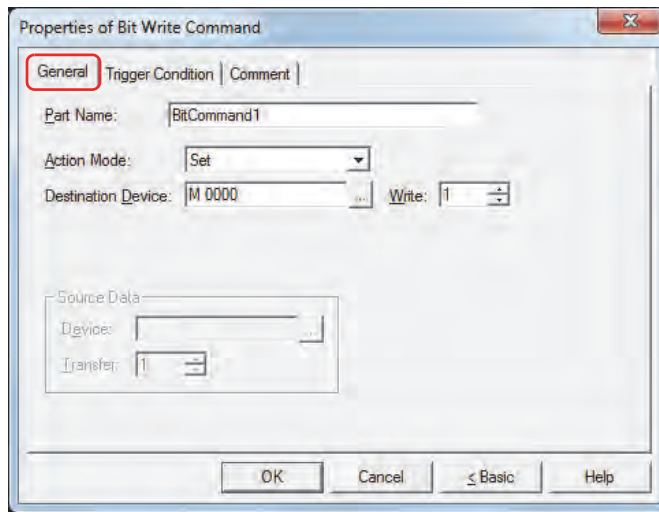 Properties of Bit Write Command
General Trigger Condition Comment
Part Name: BitCommand1
Action Mode: Set
Destination Device: M 0000 ... Write: 1
Source Data
Device: ...
Transfer: 1
OK Cancel < Basic Help